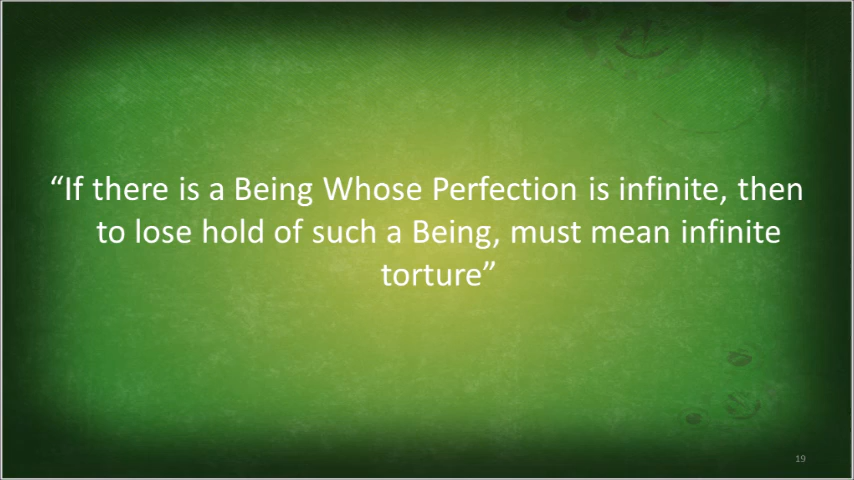 “If there is a Being Whose Perfection is infinite, then
to lose hold of such a Being, must mean infinite
torture”
19